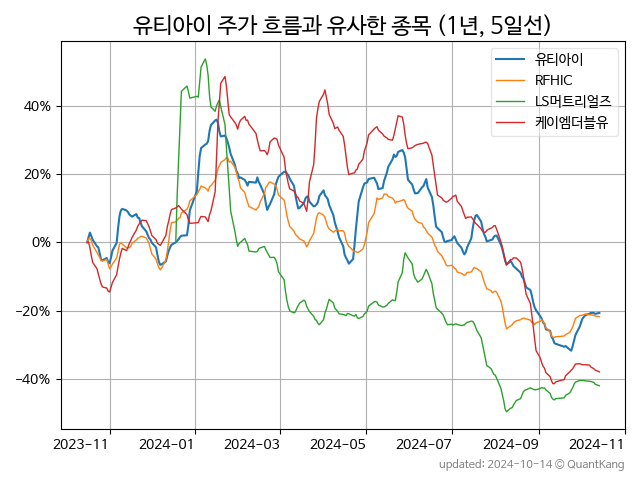 유티아이 주가 흐름과 유사한 종목 (1년, 5일선)
유티아이
RFHIC
LS머트리얼즈
케이엠더블유
40%
20%
0%
−20%
−40%
2023-11 2024-01 2024-03 2024-05 2024-07 2024-09 2024-11
updated: 2024-10-14 © QuantKang